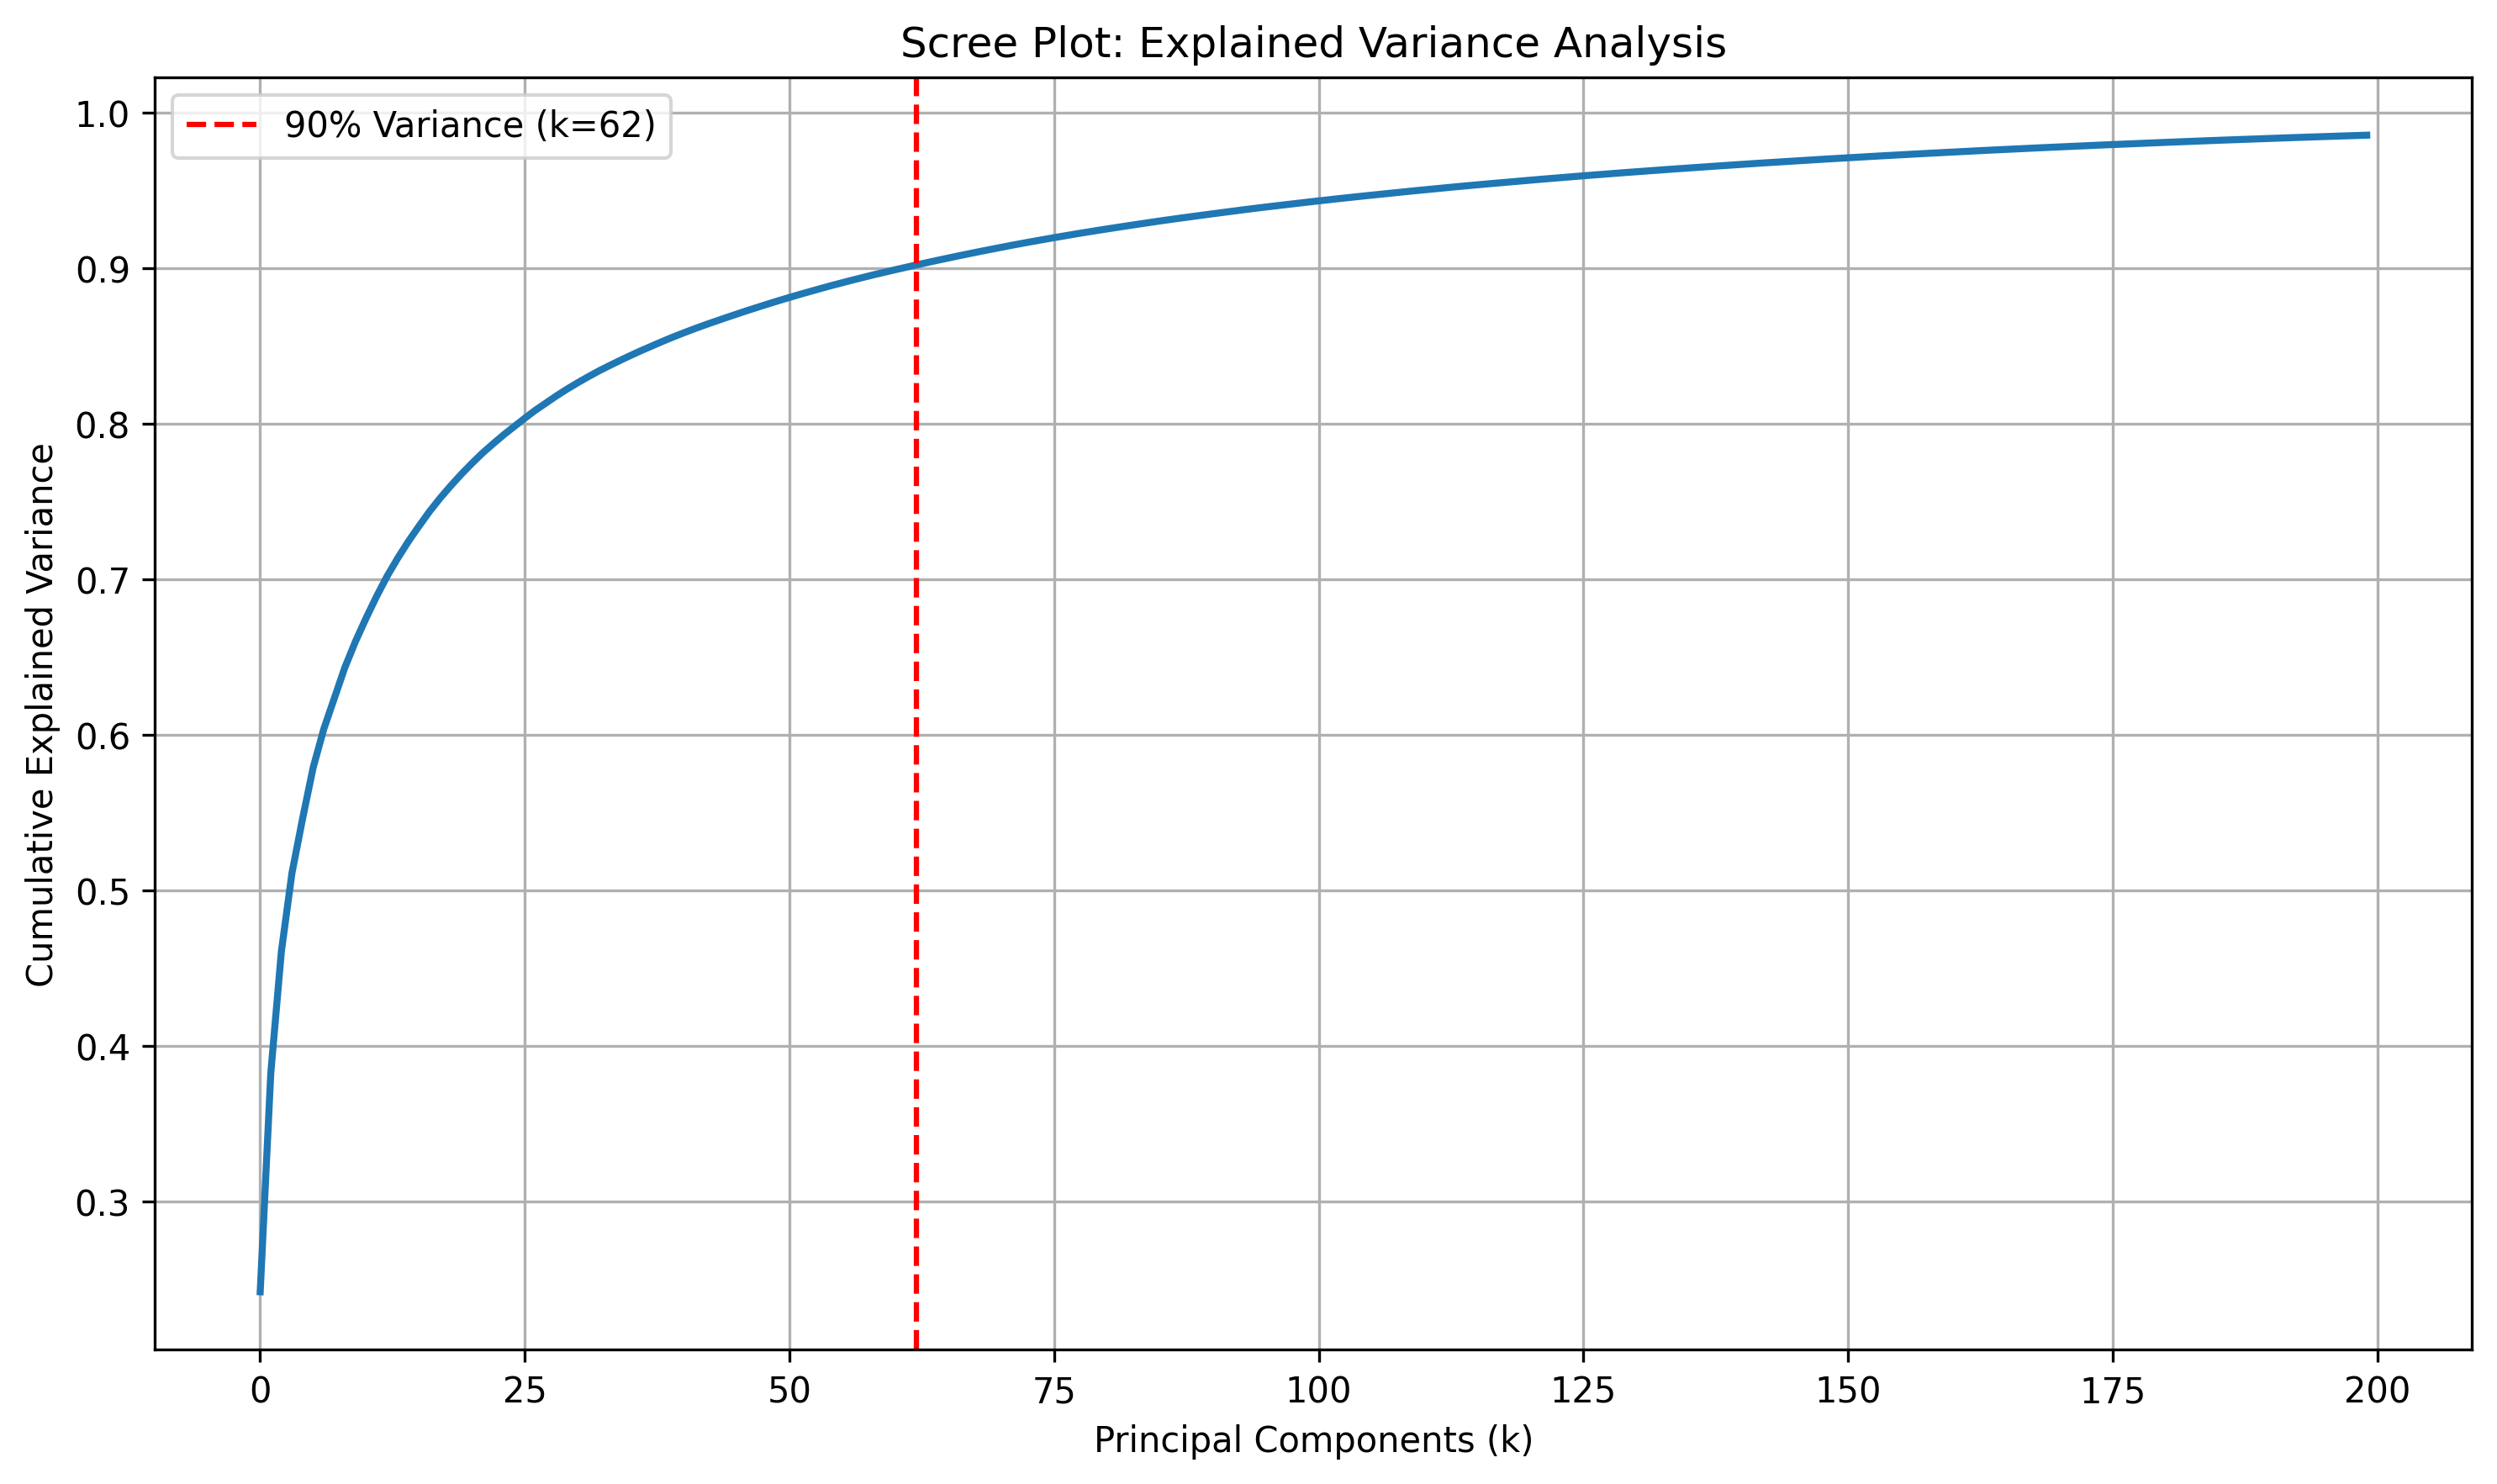 Scree Plot: Explained Variance Analysis
90% Variance (k=62)
Cumulative Explained Variance
1.0
0.9
0.8
0.7
0.6
0.5
0.4
0.3
0 25 50 75 100 125 150 175 200
Principal Components (k)